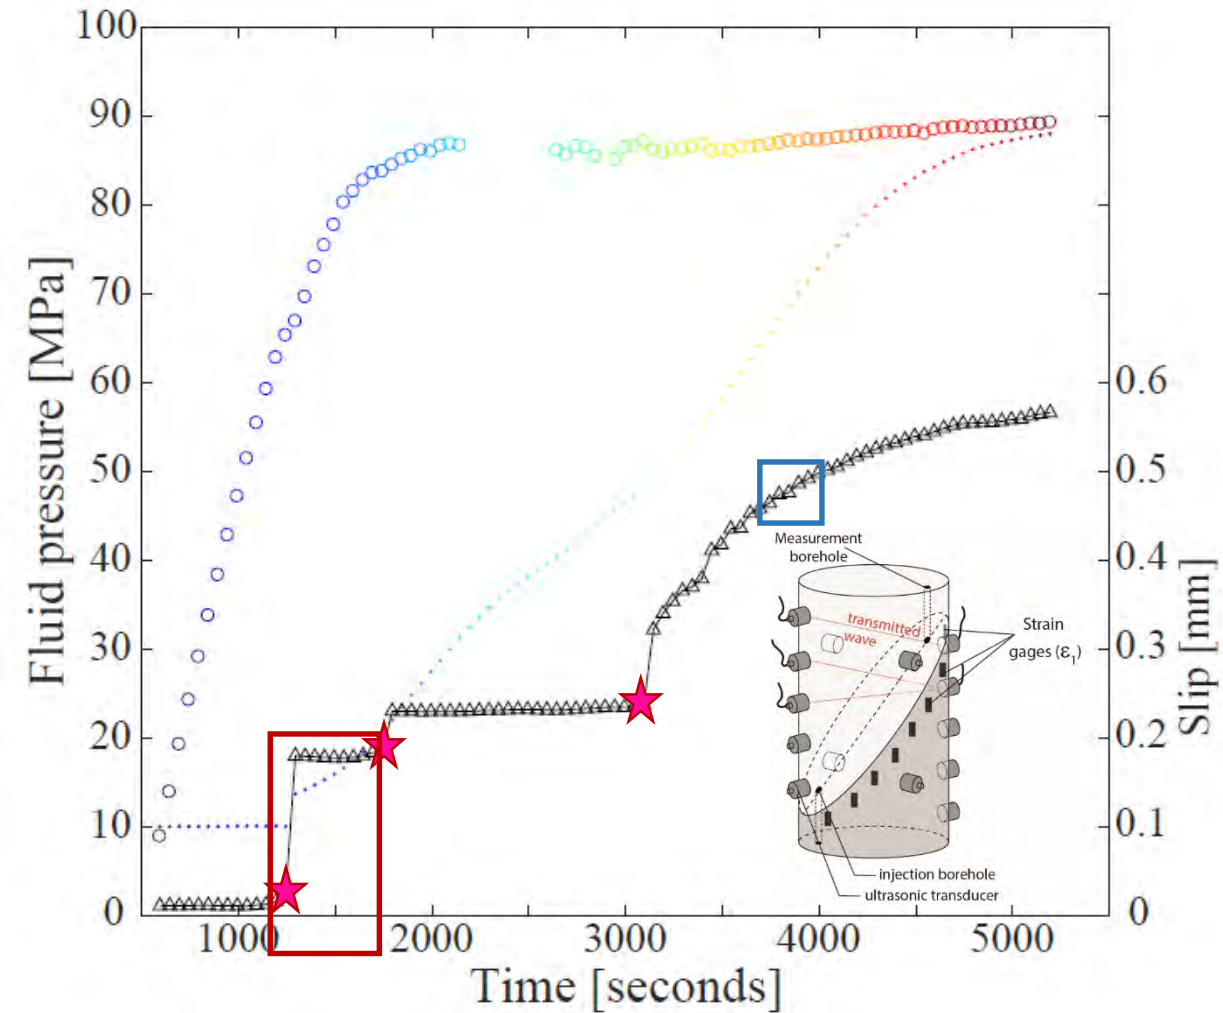 100
90
80
70
60
50
40
30
20
10
0
Fluid pressure [MPa]
0.6
0.5
0.4
0.3
0.2
0.1
0
Slip [mm]
1000
2000
3000
4000
5000
Time [seconds]
Measurement
borehole
transmitted
wave
Strain
gages (ε1)
injection borehole
ultrasonic transducer